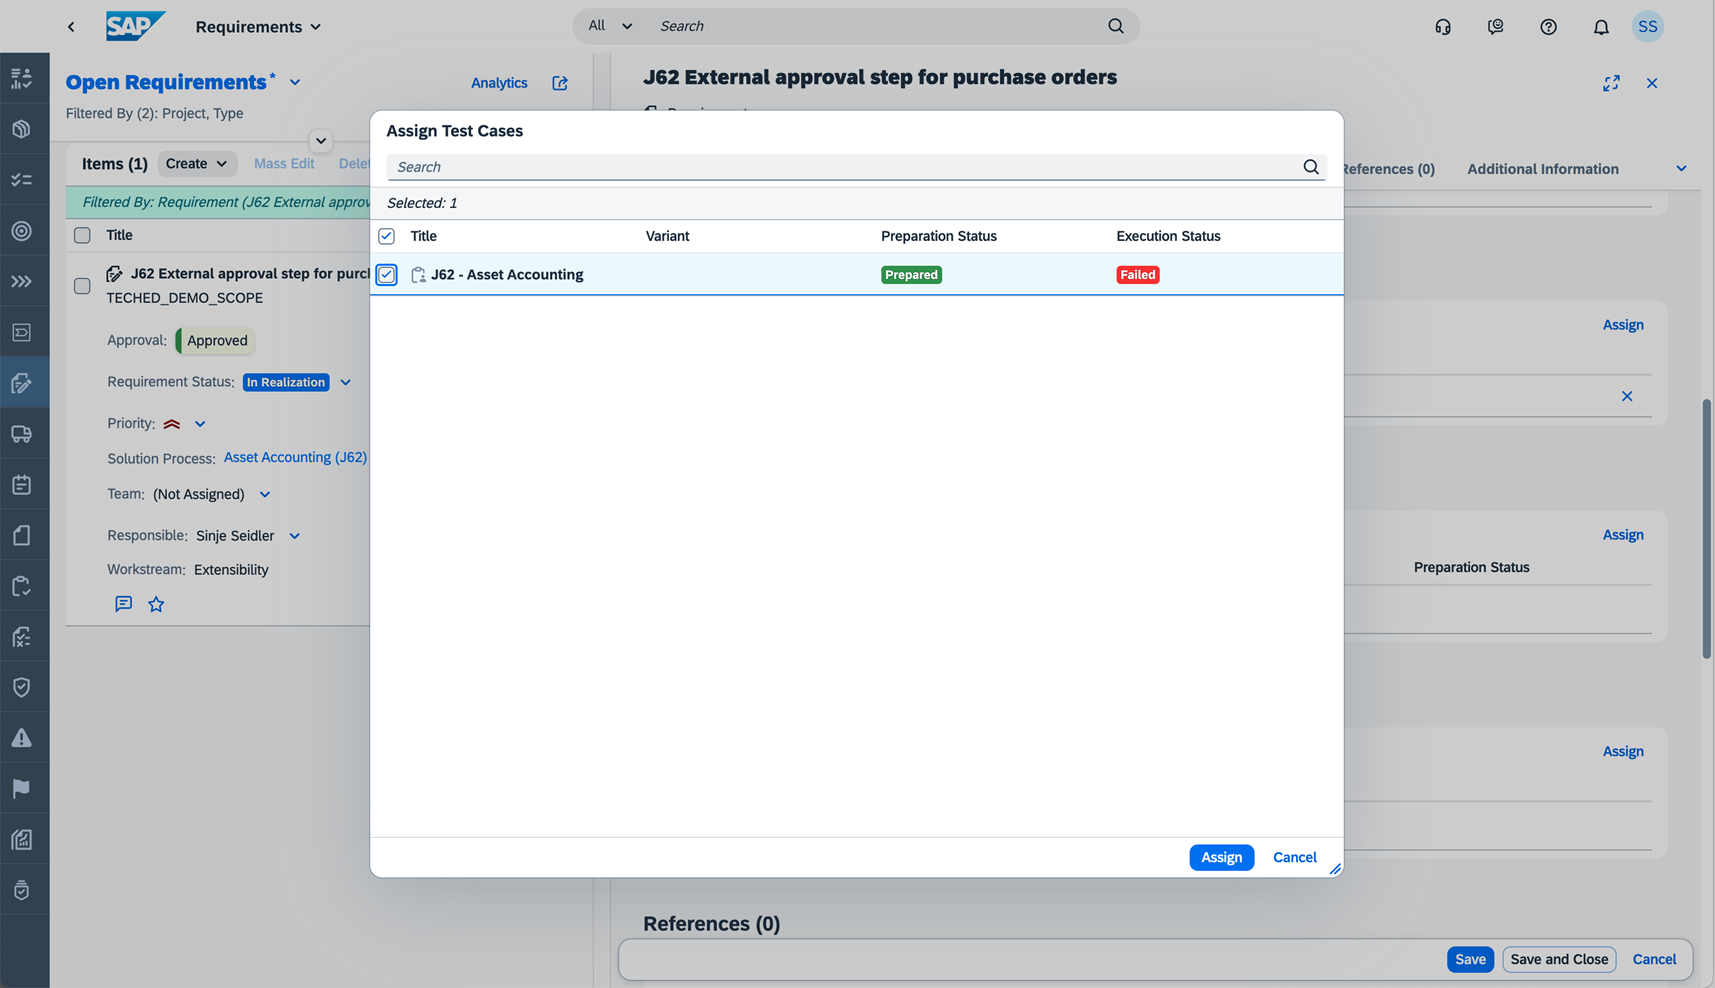 SAP
Requirements
All
Search
SS
Open Requirements*
Analytics
Filtered By (2): Project, Type
J62 External approval step for purchase orders
Items (1)
Create
Mass Edit
Filtered By: Requirement (J62 External
Title
J62 External approval step for
TECHED_DEMO_SCOPE
Approval: Approved
Requirement Status: In Realization
Priority:
Solution Process: Asset Accounting (J62)
Team: (Not Assigned)
Responsible: Sinje Seidler
Workstream: Extensibility
Assign Test Cases
Search
Selected: 1
Title Variant Preparation Status Execution Status
J62 - Asset Accounting Prepared Failed
Assign Cancel
References (0) Additional Information
Assign
Assign
Preparation Status
Assign
References (0)
Save Save and Close Cancel